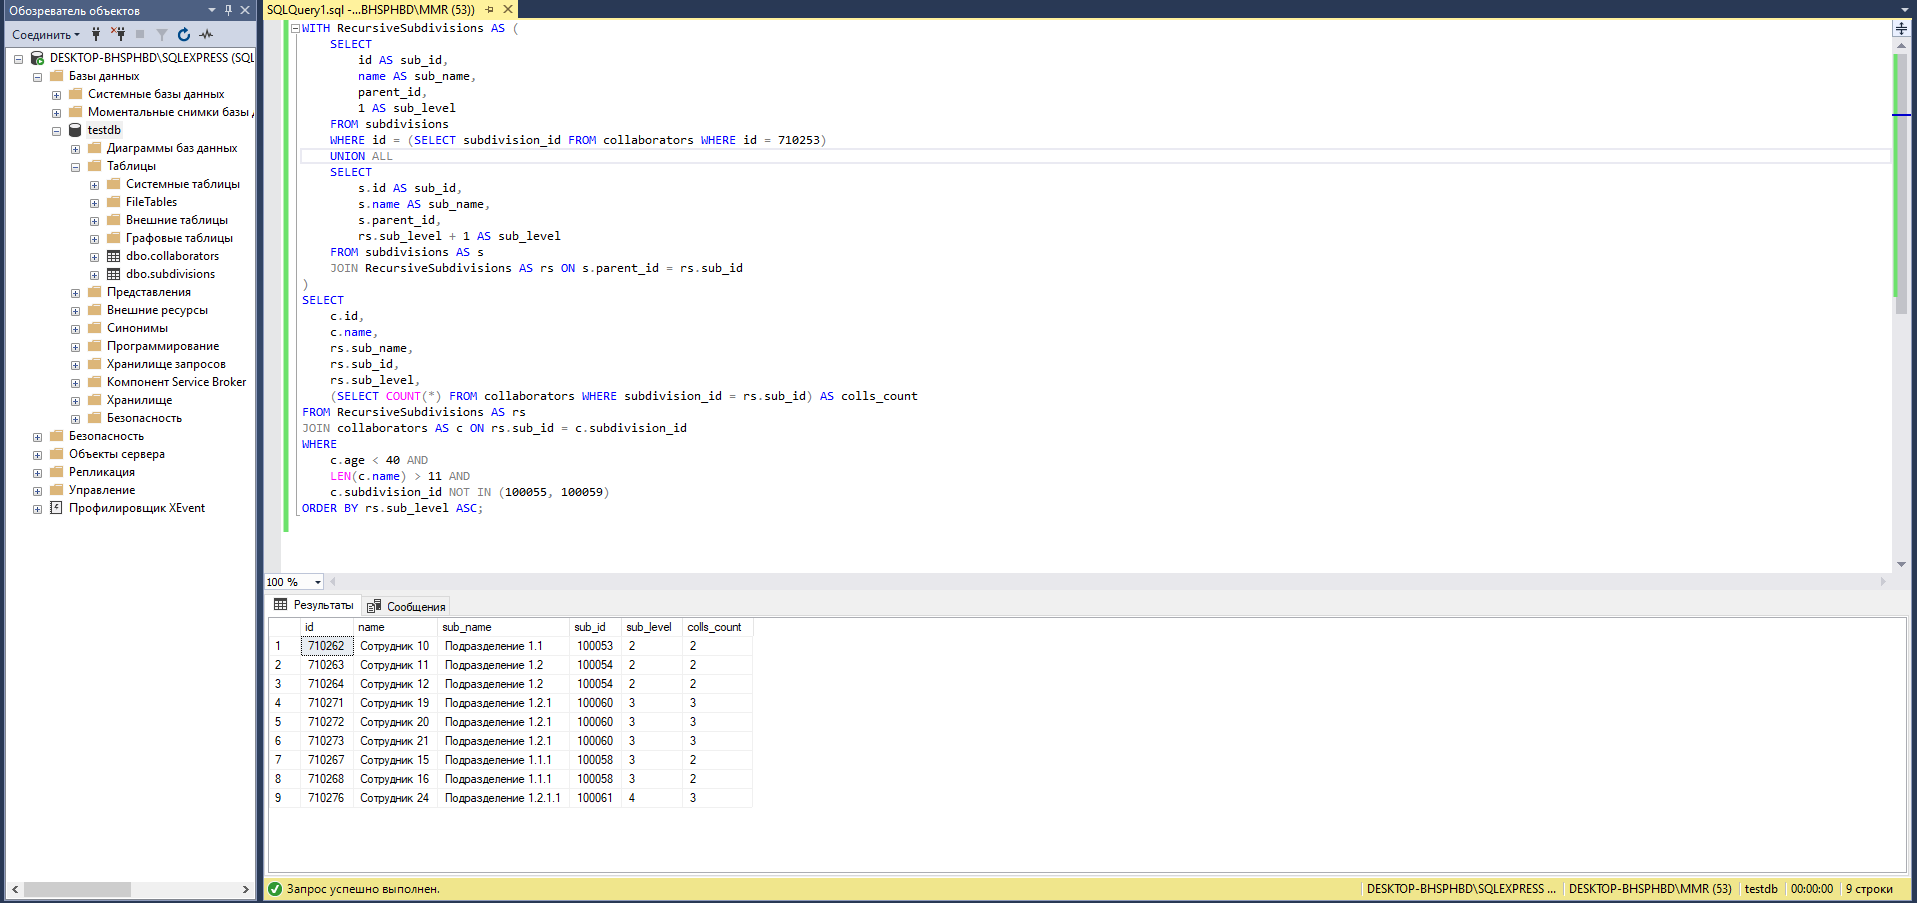 Обозреватель объектов
Соединить
DESKTOP-BHSPHBD\SQLEXPRESS (SQL
Базы данных
Системные базы данных
Моментальные снимки базы
testdb
Диаграммы баз данных
Таблицы
Системные таблицы
FileTables
Внешние таблицы
Графовые таблицы
dbo.collaborators
dbo.subdivisions
Представления
Внешние ресурсы
Синонимы
Программирование
Хранилище запросов
Компонент Service Broker
Хранилище
Безопасность
Безопасность
Объекты сервера
Репликация
Управление
Профилировщик XEvent
SQLQuery1.sql -...BHSPHBD\MMR (53))
WITH RecursiveSubdivisions AS (
SELECT
id AS sub_id,
name AS sub_name,
parent_id,
1 AS sub_level
FROM subdivisions
WHERE id = (SELECT subdivision_id FROM collaborators WHERE id = 710253)
UNION ALL
SELECT
s.id AS sub_id,
s.name AS sub_name,
s.parent_id,
rs.sub_level + 1 AS sub_level
FROM subdivisions AS s
JOIN RecursiveSubdivisions AS rs ON s.parent_id = rs.sub_id
)
SELECT
c.id,
c.name,
rs.sub_name,
rs.sub_id,
rs.sub_level,
(SELECT COUNT(*) FROM collaborators WHERE subdivision_id = rs.sub_id) AS colls_count
FROM RecursiveSubdivisions AS rs
JOIN collaborators AS c ON rs.sub_id = c.subdivision_id
WHERE
c.age < 40 AND
LEN(c.name) > 11 AND
c.subdivision_id NOT IN (100055, 100059)
ORDER BY rs.sub_level ASC;
100 %
Результаты Сообщения
id name sub_name sub_id sub_level colls_count
1 710262 Сотрудник 10 Подразделение 1.1 100053 2 2
2 710263 Сотрудник 11 Подразделение 1.2 100054 2 2
3 710264 Сотрудник 12 Подразделение 1.2 100054 2 2
4 710271 Сотрудник 19 Подразделение 1.2.1 100060 3 3
5 710272 Сотрудник 20 Подразделение 1.2.1 100060 3 3
6 710273 Сотрудник 21 Подразделение 1.2.1 100060 3 3
7 710267 Сотрудник 15 Подразделение 1.1.1 100058 3 2
8 710268 Сотрудник 16 Подразделение 1.1.1 100058 3 2
9 710276 Сотрудник 24 Подразделение 1.2.1.1 100061 4 3
Запрос успешно выполнен. DESKTOP-BHSPHBD\SQLEXPRESS ... DESKTOP-BHSPHBD\MMR (53) testdb 00:00:00 9 строки